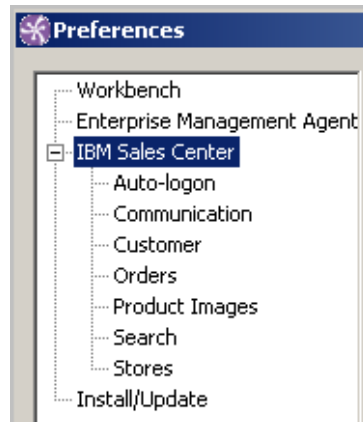 Preferences
Workbench
Enterprise Management Agent
IBM Sales Center
Auto-logon
Communication
Customer
Orders
Product Images
Search
Stores
Install/Update